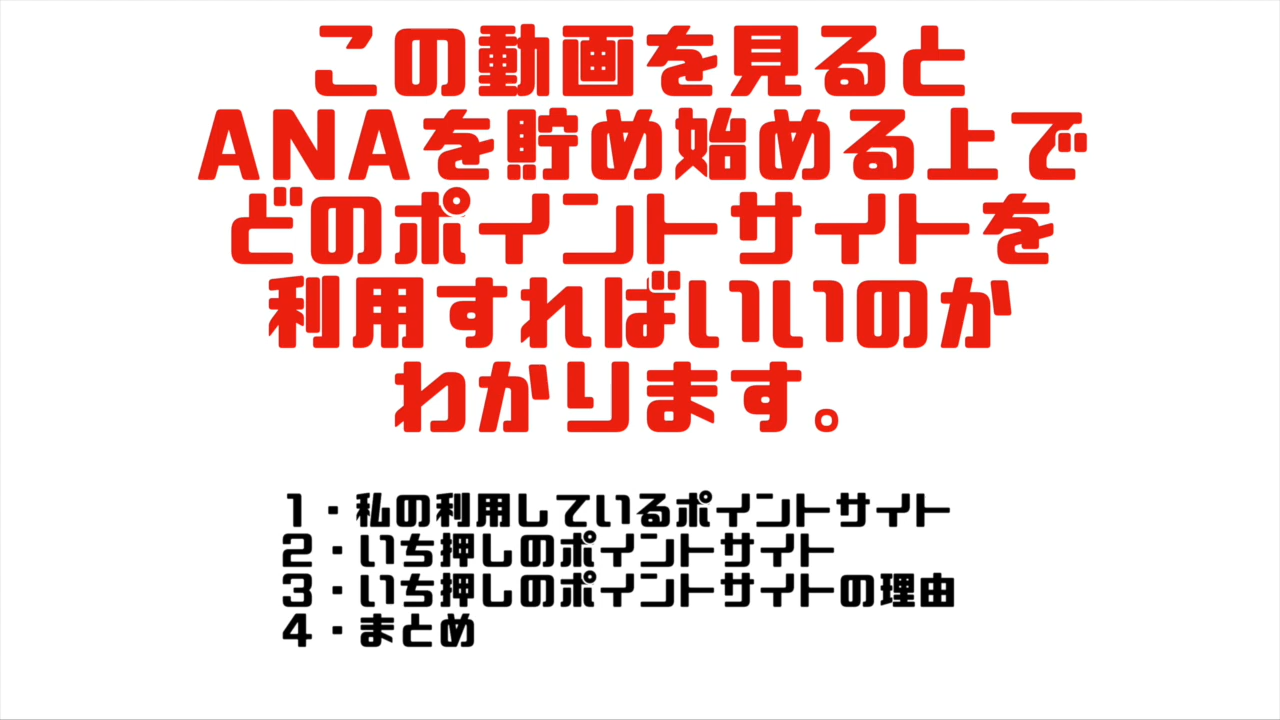 この動画を見ると
ANAを貯め始める上で
どのポイントサイトを
利用すればいいのか
わかります。
1・私の利用しているポイントサイト
2・いち押しのポイントサイト
3・いち押しのポイントサイトの理由
4・まとめ